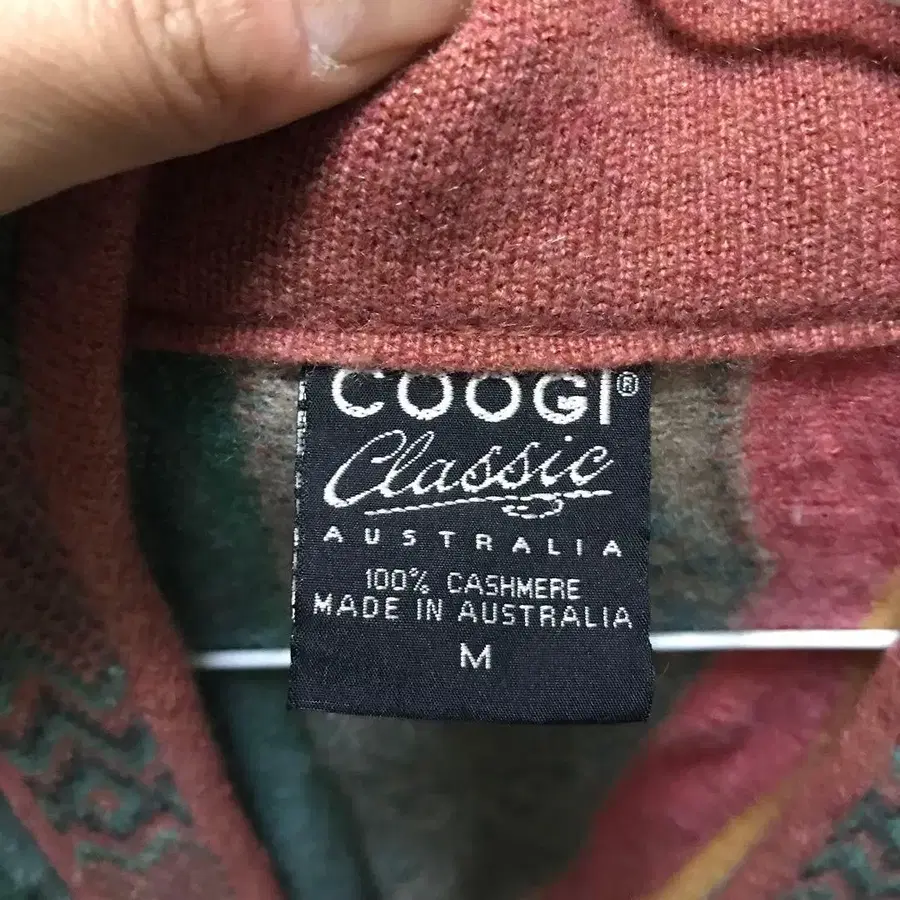 COOGI®
Classic
AUSTRALIA
100% CASHMERE
MADE IN AUSTRALIA
M